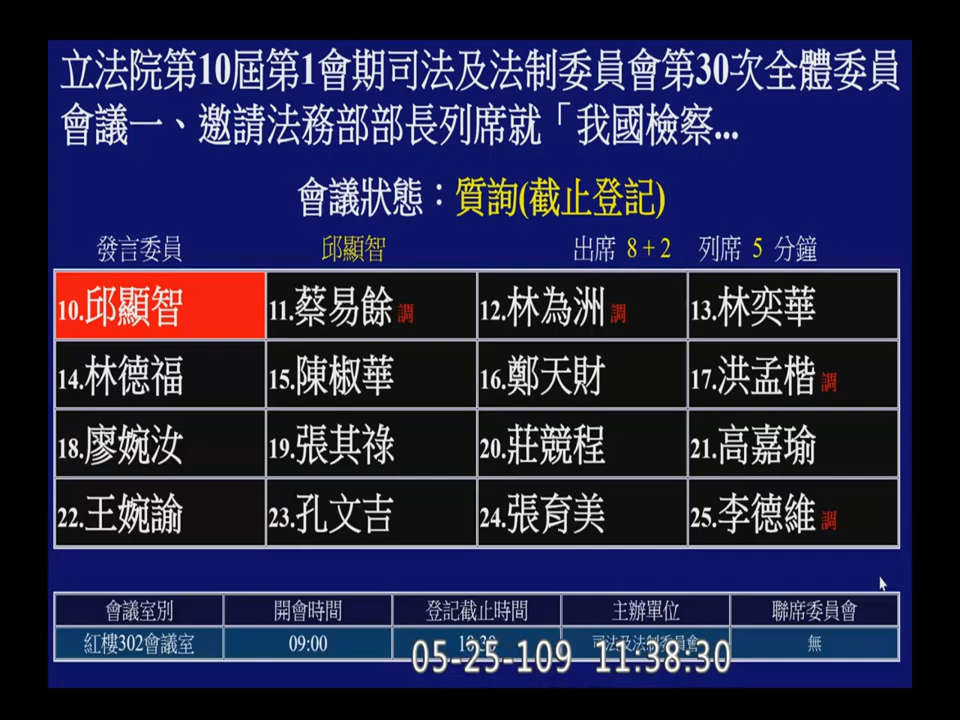 立法院第10屆第1會期司法及法制委員會第30次全體委員
會議一、邀請法務部部長列席就「我國檢察...
會議狀態：質詢(截止登記)
發言委員 邱顯智 出席 8+2 列席 5 分鐘
10.邱顯智 11.蔡易餘 調 12.林為洲 調 13.林奕華
14.林德福 15.陳椒華 16.鄭天財 17.洪孟楷 調
18.廖婉汝 19.張其祿 20.莊競程 21.高嘉瑜
22.王婉諭 23.孔文吉 24.張育美 25.李德維 調
會議室別 開會時間 登記截止時間 主辦單位 聯席委員會
紅樓302會議室 09:00 10:30 司法及法制委員會 無
05-25-109 11:38:30